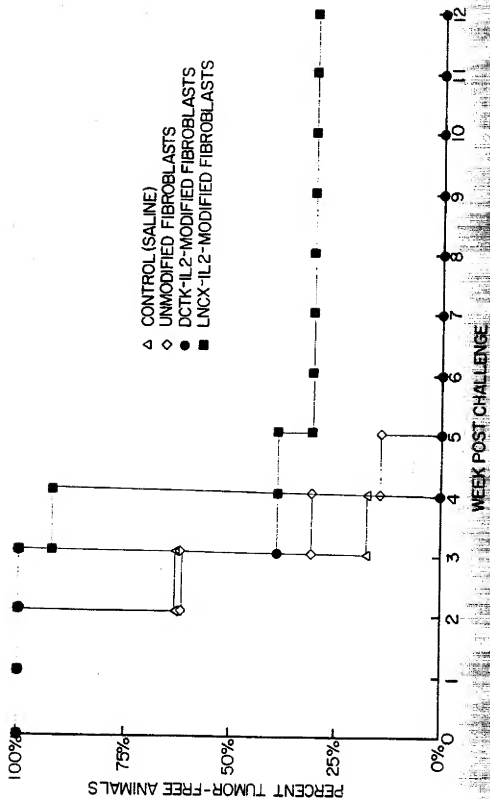 100%
75%
50%
25%
0%
PERCENT TUMOR-FREE ANIMALS
△ CONTROL (SALINE)
◇ UNMODIFIED FIBROBLASTS
● DCTK-IL2-MODIFIED FIBROBLASTS
■ LNCX-IL2-MODIFIED FIBROBLASTS
0 1 2 3 4 5 6 7 8 9 10 11 12
WEEK POST CHALLENGE